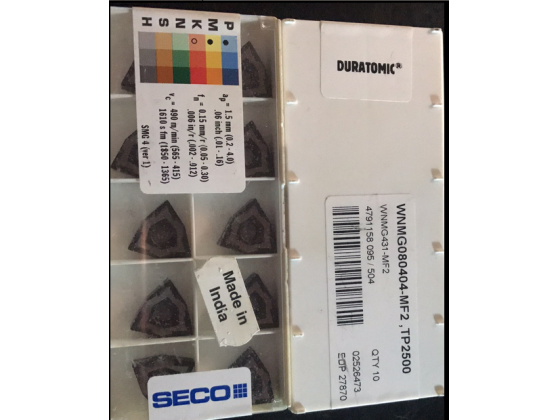 P M K N S H
ap = 1.5 mm (0.2 - 4.0)
.06 inch (.01 - .16)
fn = 0.15 mm/r (0.05 - 0.30)
.006 in/r (.002 - .012)
vc = 490 m/min (565 - 415)
1610 s fm (1850 - 1365)
SMG 4 (ver 1)
Made in
India
SECO
DURATOMIC®
WNMG080404-MF2 , TP2500
WNMG431-MF2
4791158 095 / 504
QTY 10
02526473
EDP 27870